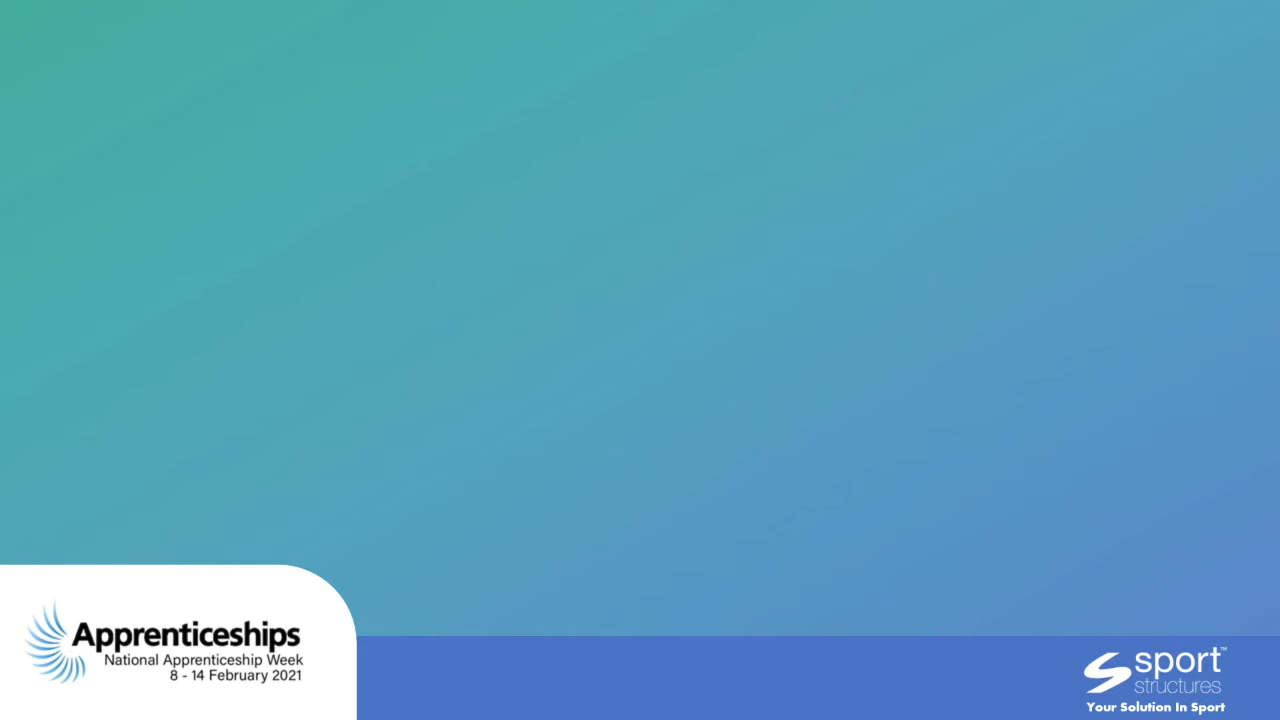 Apprenticeships
National Apprenticeship Week
8 - 14 February 2021
sport™
structures
Your Solution In Sport